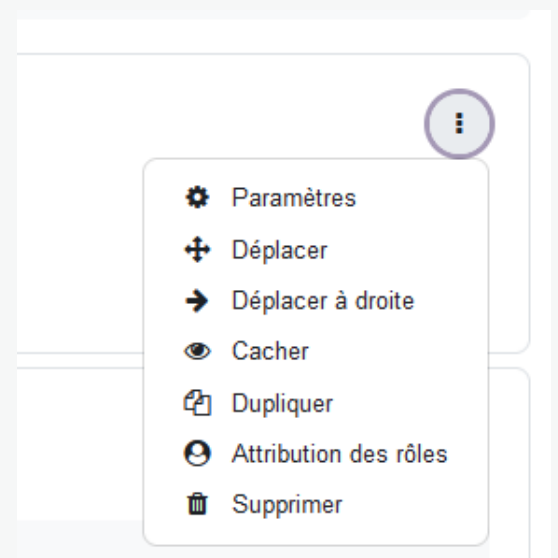 Paramètres
Déplacer
Déplacer à droite
Cacher
Dupliquer
Attribution des rôles
Supprimer